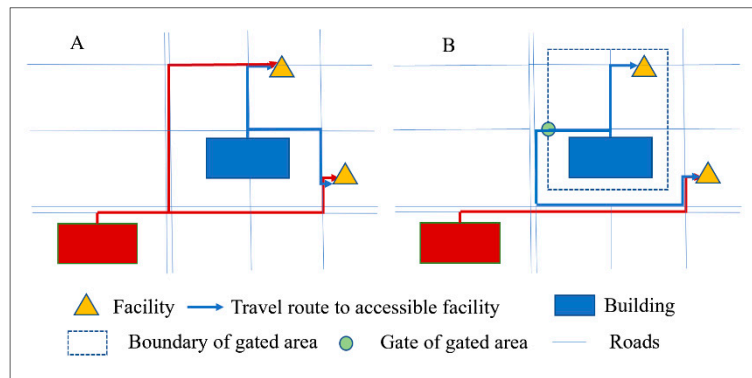 A
B
Facility
Travel route to accessible facility
Building
Boundary of gated area
Gate of gated area
Roads